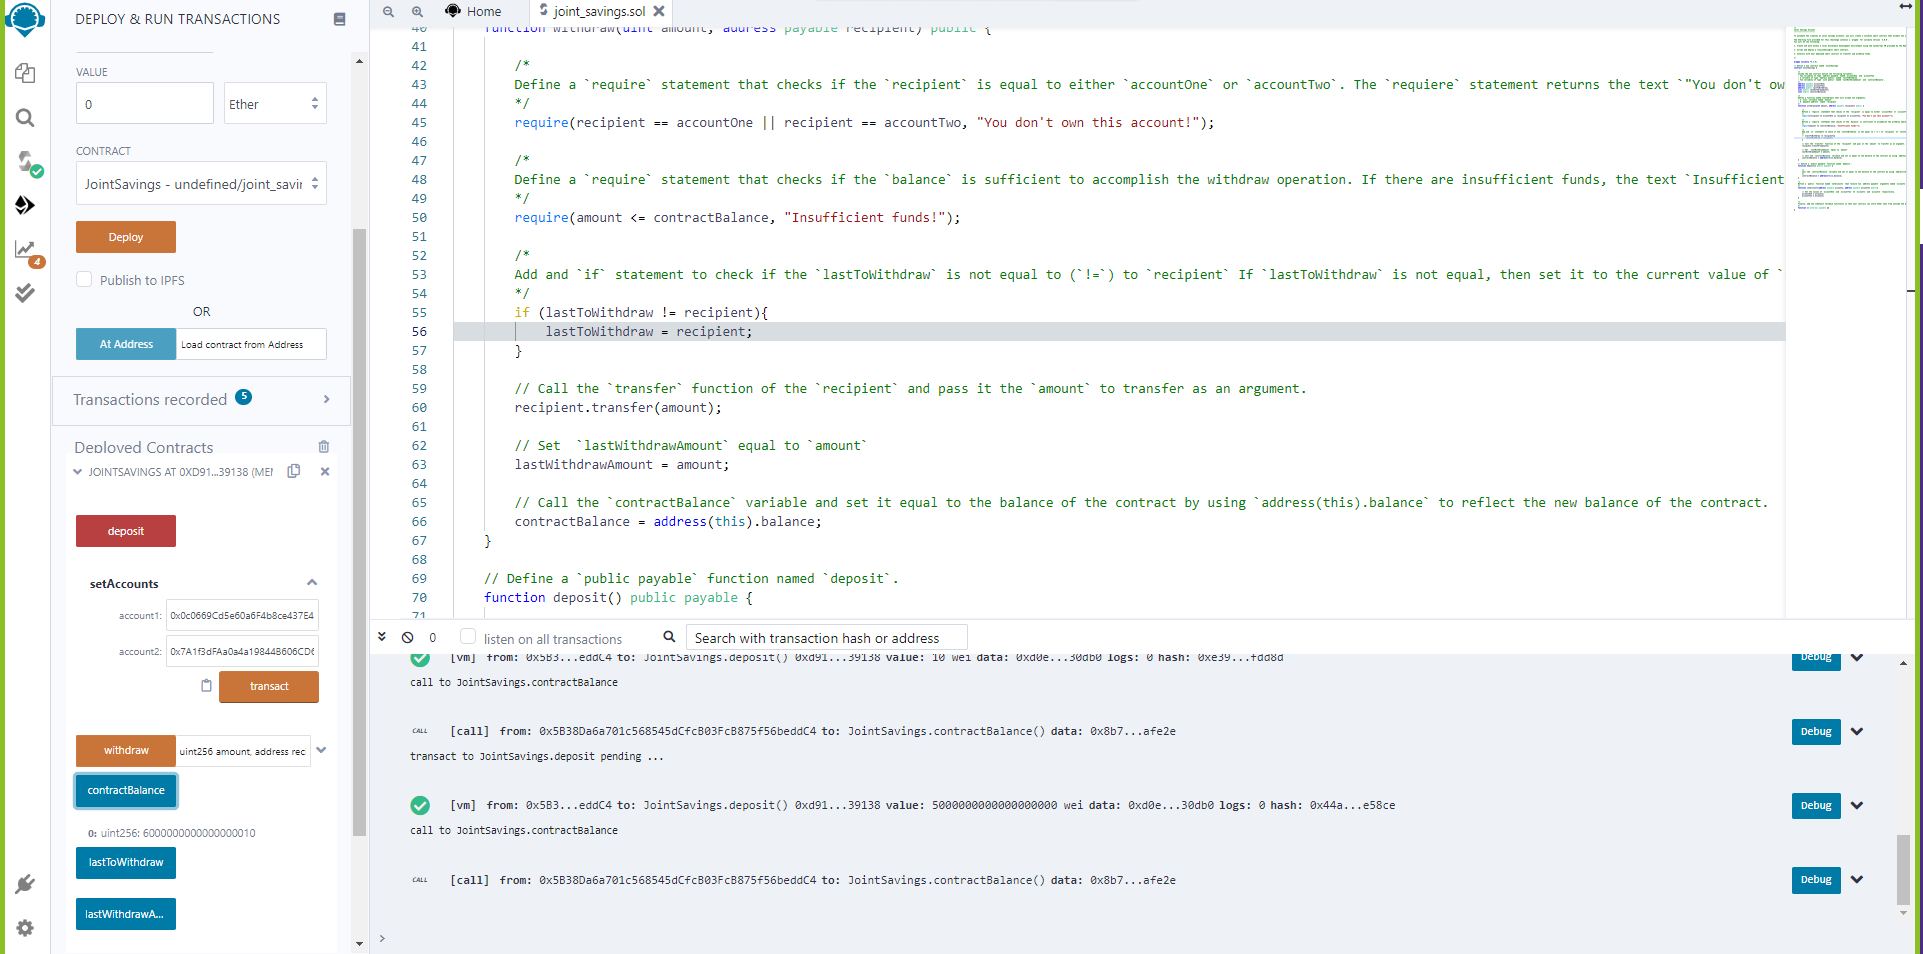 DEPLOY & RUN TRANSACTIONS
VALUE
0
Ether
CONTRACT
JointSavings - undefined/joint_savir
Deploy
Publish to IPFS
OR
At Address
Load contract from Address
Transactions recorded 5
Deployed Contracts
JOINTSAVINGS AT 0XD91...39138 (MEM
deposit
setAccounts
account1: 0x0c0669Cd5e60a6F4b8ce437E4
account2: 0x7A1f3dFAa0a4a19844B606CD6
transact
withdraw
uint256 amount, address rec
contractBalance
0: uint256: 6000000000000000010
lastToWithdraw
lastWithdrawA...
4
Home
joint_savings.sol
40 function withdraw(uint amount, address payable recipient) public {
41
42 /*
43 Define a `require` statement that checks if the `recipient` is equal to either `accountOne` or `accountTwo`. The `requiere` statement returns the text `"You don't ow
44 */
45 require(recipient == accountOne || recipient == accountTwo, "You don't own this account!");
46
47 /*
48 Define a `require` statement that checks if the `balance` is sufficient to accomplish the withdraw operation. If there are insufficient funds, the text `Insufficient
49 */
50 require(amount <= contractBalance, "Insufficient funds!");
51
52 /*
53 Add and `if` statement to check if the `lastToWithdraw` is not equal to (`!=`) to `recipient` If `lastToWithdraw` is not equal, then set it to the current value of `
54 */
55 if (lastToWithdraw != recipient){
56 lastToWithdraw = recipient;
57 }
58
59 // Call the `transfer` function of the `recipient` and pass it the `amount` to transfer as an argument.
60 recipient.transfer(amount);
61
62 // Set  `lastWithdrawAmount` equal to `amount`
63 lastWithdrawAmount = amount;
64
65 // Call the `contractBalance` variable and set it equal to the balance of the contract by using `address(this).balance` to reflect the new balance of the contract.
66 contractBalance = address(this).balance;
67 }
68
69 // Define a `public payable` function named `deposit`.
70 function deposit() public payable {
71
0
listen on all transactions
Search with transaction hash or address
[vm] from: 0x5B3...eddC4 to: JointSavings.deposit() 0xd91...39138 value: 10 wei data: 0xd0e...30db0 logs: 0 hash: 0xe39...fdd8d
Debug
call to JointSavings.contractBalance
CALL [call] from: 0x5B38Da6a701c568545dCfcB03FcB875f56beddC4 to: JointSavings.contractBalance() data: 0x8b7...afe2e
Debug
transact to JointSavings.deposit pending ...
[vm] from: 0x5B3...eddC4 to: JointSavings.deposit() 0xd91...39138 value: 5000000000000000000 wei data: 0xd0e...30db0 logs: 0 hash: 0x44a...e58ce
Debug
call to JointSavings.contractBalance
CALL [call] from: 0x5B38Da6a701c568545dCfcB03FcB875f56beddC4 to: JointSavings.contractBalance() data: 0x8b7...afe2e
Debug
>